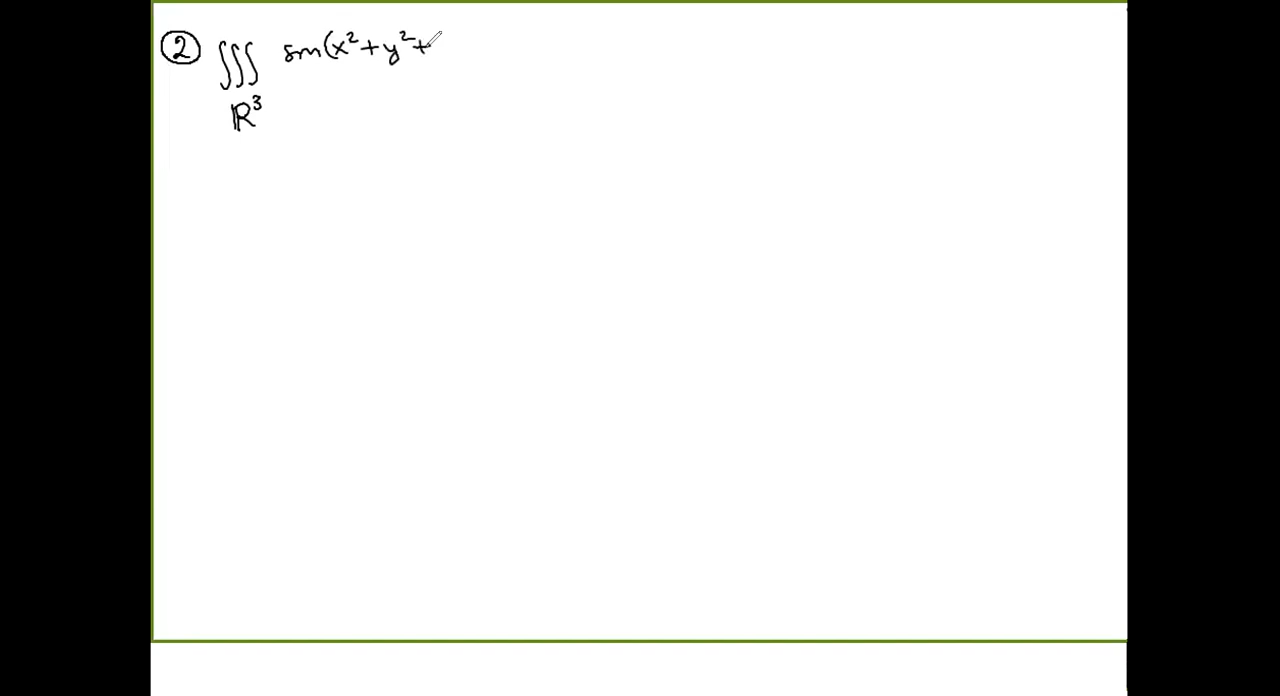 ② ∭ sin(x²+y²+
ℝ³